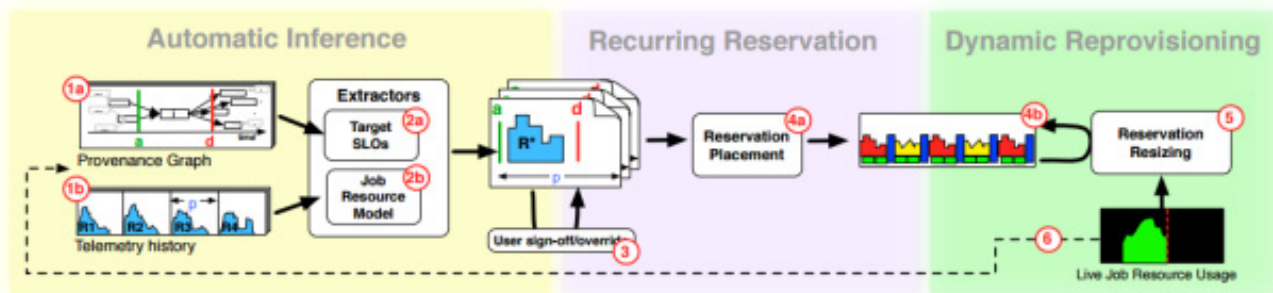 Automatic Inference
Recurring Reservation
Dynamic Reprovisioning
1a
a
d
time
Provenance Graph
1b
p
R1
R2
R3
R4
Telemetry history
Extractors
Target
SLOs
2a
Job
Resource
Model
2b
a
d
R*
p
User sign-off/override
3
Reservation
Placement
4a
4b
Reservation
Resizing
5
6
Live Job Resource Usage